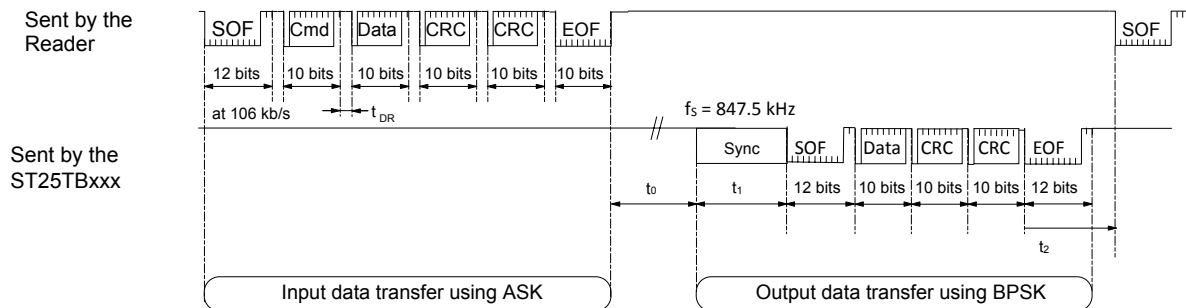 Sent by the
Reader
SOF Cmd Data CRC CRC EOF SOF
12 bits 10 bits 10 bits 10 bits 10 bits 10 bits
at 106 kb/s
t DR
fs = 847.5 kHz
//
Sent by the
ST25TBxxx
Sync SOF Data CRC CRC EOF
t0 t1 12 bits 10 bits 10 bits 10 bits 12 bits
t2
Input data transfer using ASK
Output data transfer using BPSK